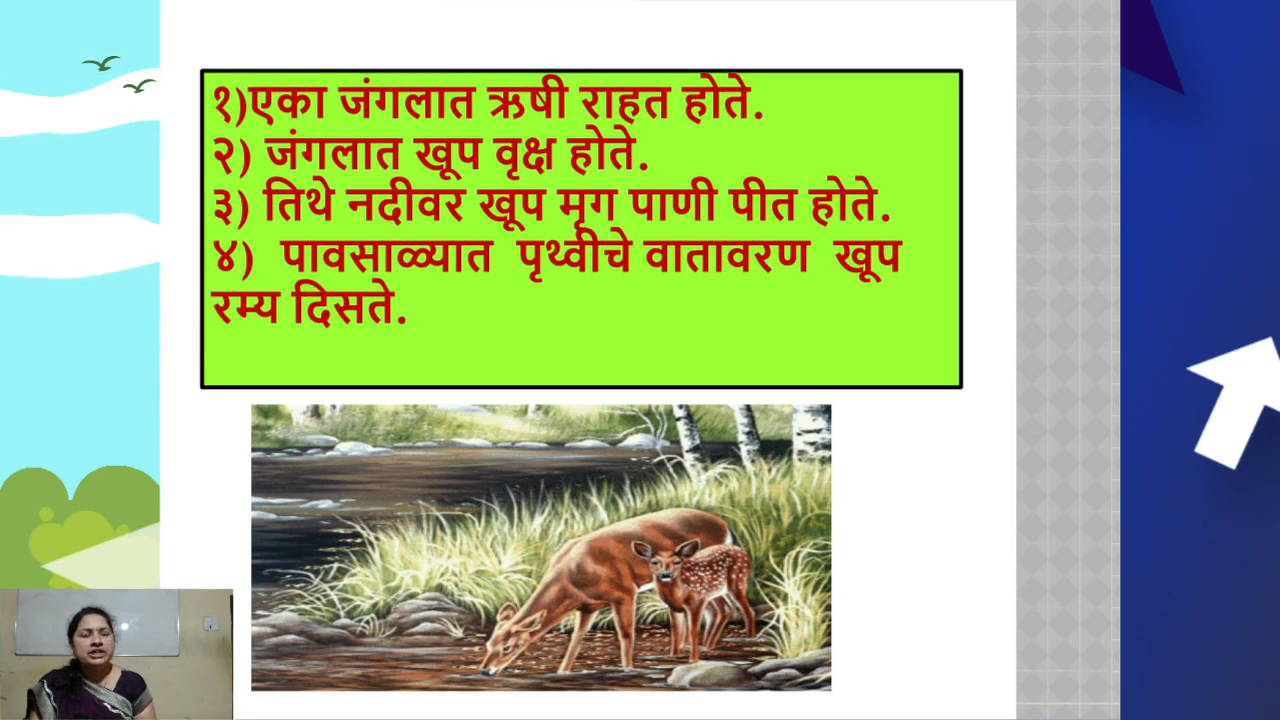 १)एका जंगलात ऋषी राहत होते.
२) जंगलात खूप वृक्ष होते.
३) तिथे नदीवर खूप मृग पाणी पीत होते.
४) पावसाळ्यात पृथ्वीचे वातावरण खूप
रम्य दिसते.